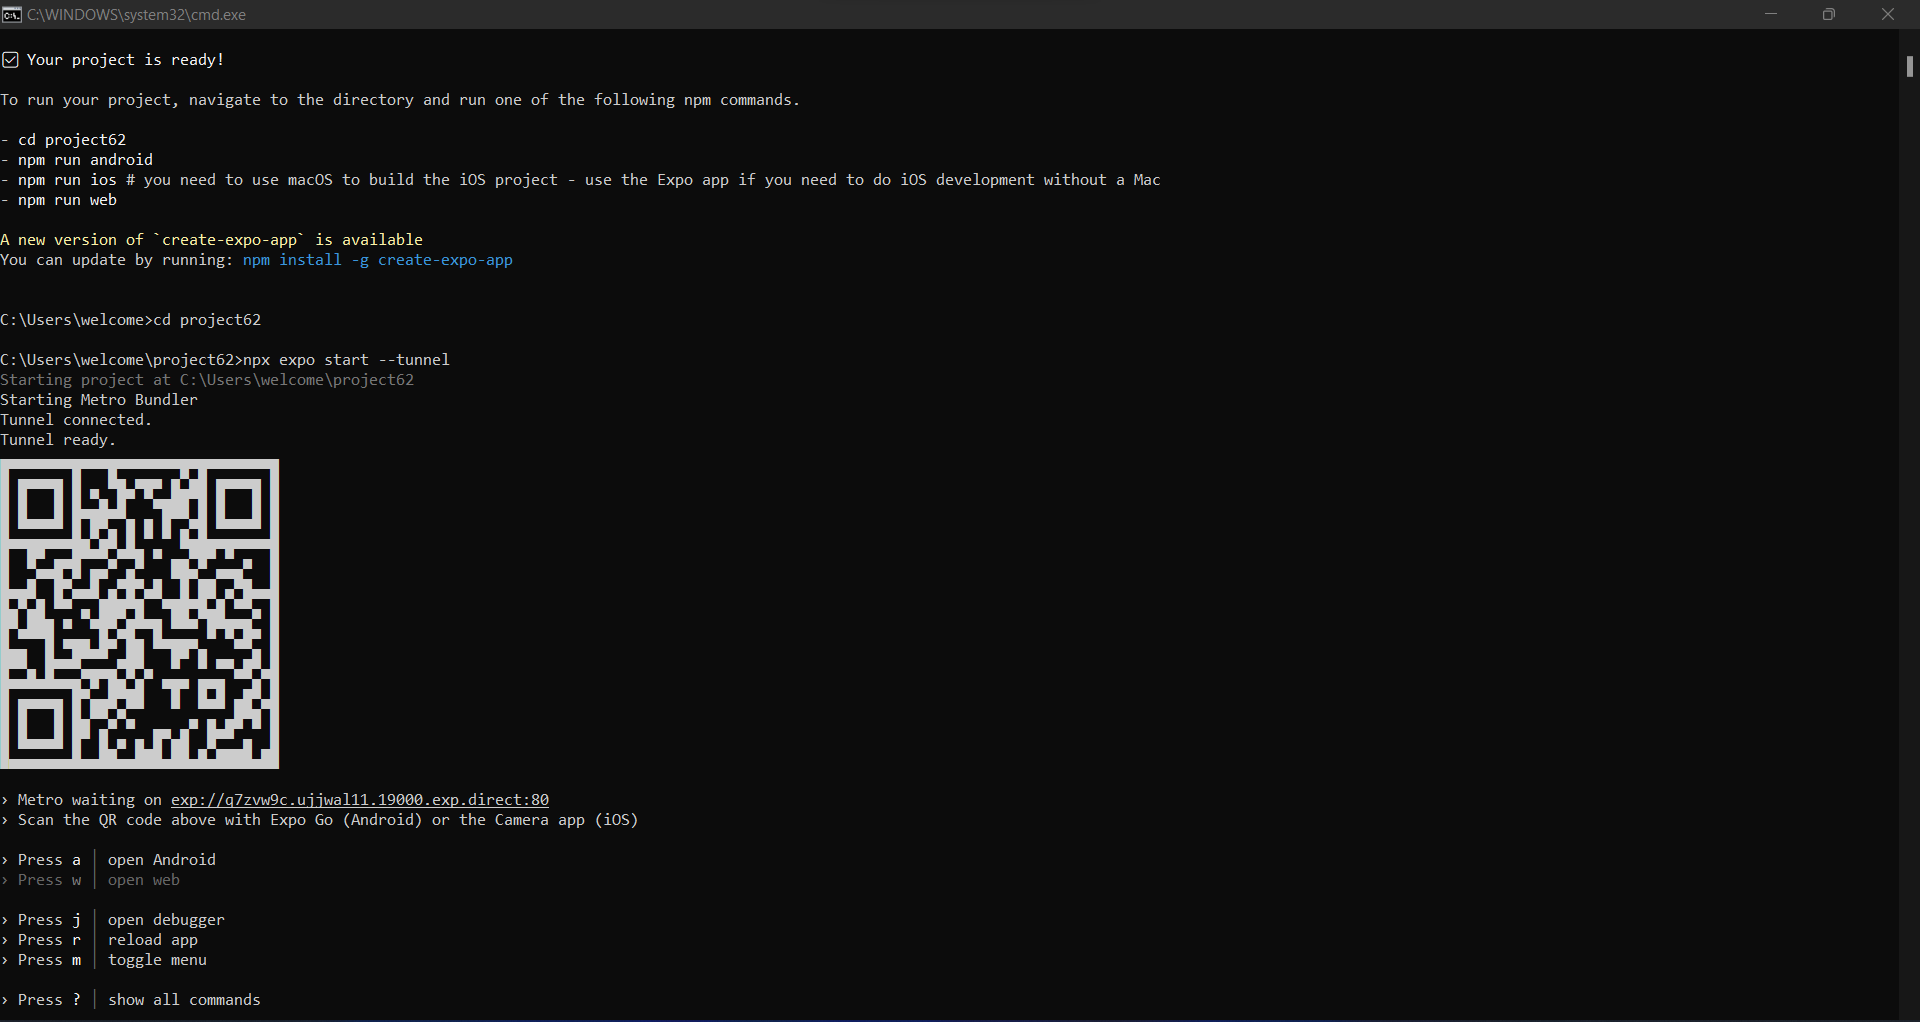 C:\WINDOWS\system32\cmd.exe
Your project is ready!
To run your project, navigate to the directory and run one of the following npm commands.
- cd project62
- npm run android
- npm run ios # you need to use macOS to build the iOS project - use the Expo app if you need to do iOS development without a Mac
- npm run web
A new version of `create-expo-app` is available
You can update by running: npm install -g create-expo-app
C:\Users\welcome>cd project62
C:\Users\welcome\project62>npx expo start --tunnel
Starting project at C:\Users\welcome\project62
Starting Metro Bundler
Tunnel connected.
Tunnel ready.
› Metro waiting on exp://q7zvw9c.ujjwal11.19000.exp.direct:80
› Scan the QR code above with Expo Go (Android) or the Camera app (iOS)
› Press a │ open Android
› Press w │ open web
› Press j │ open debugger
› Press r │ reload app
› Press m │ toggle menu
› Press ? │ show all commands